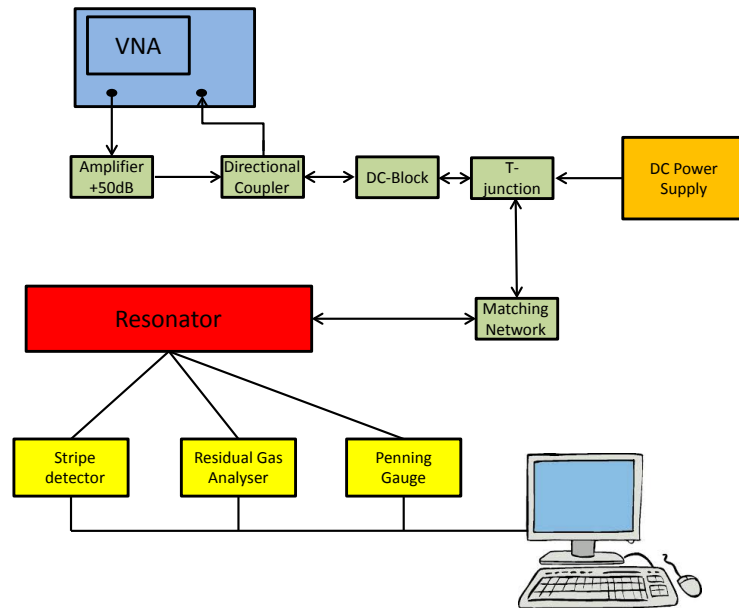 VNA
Amplifier
+50dB
Directional
Coupler
DC-Block
T-
junction
DC Power
Supply
Resonator
Matching
Network
Stripe
detector
Residual Gas
Analyser
Penning
Gauge